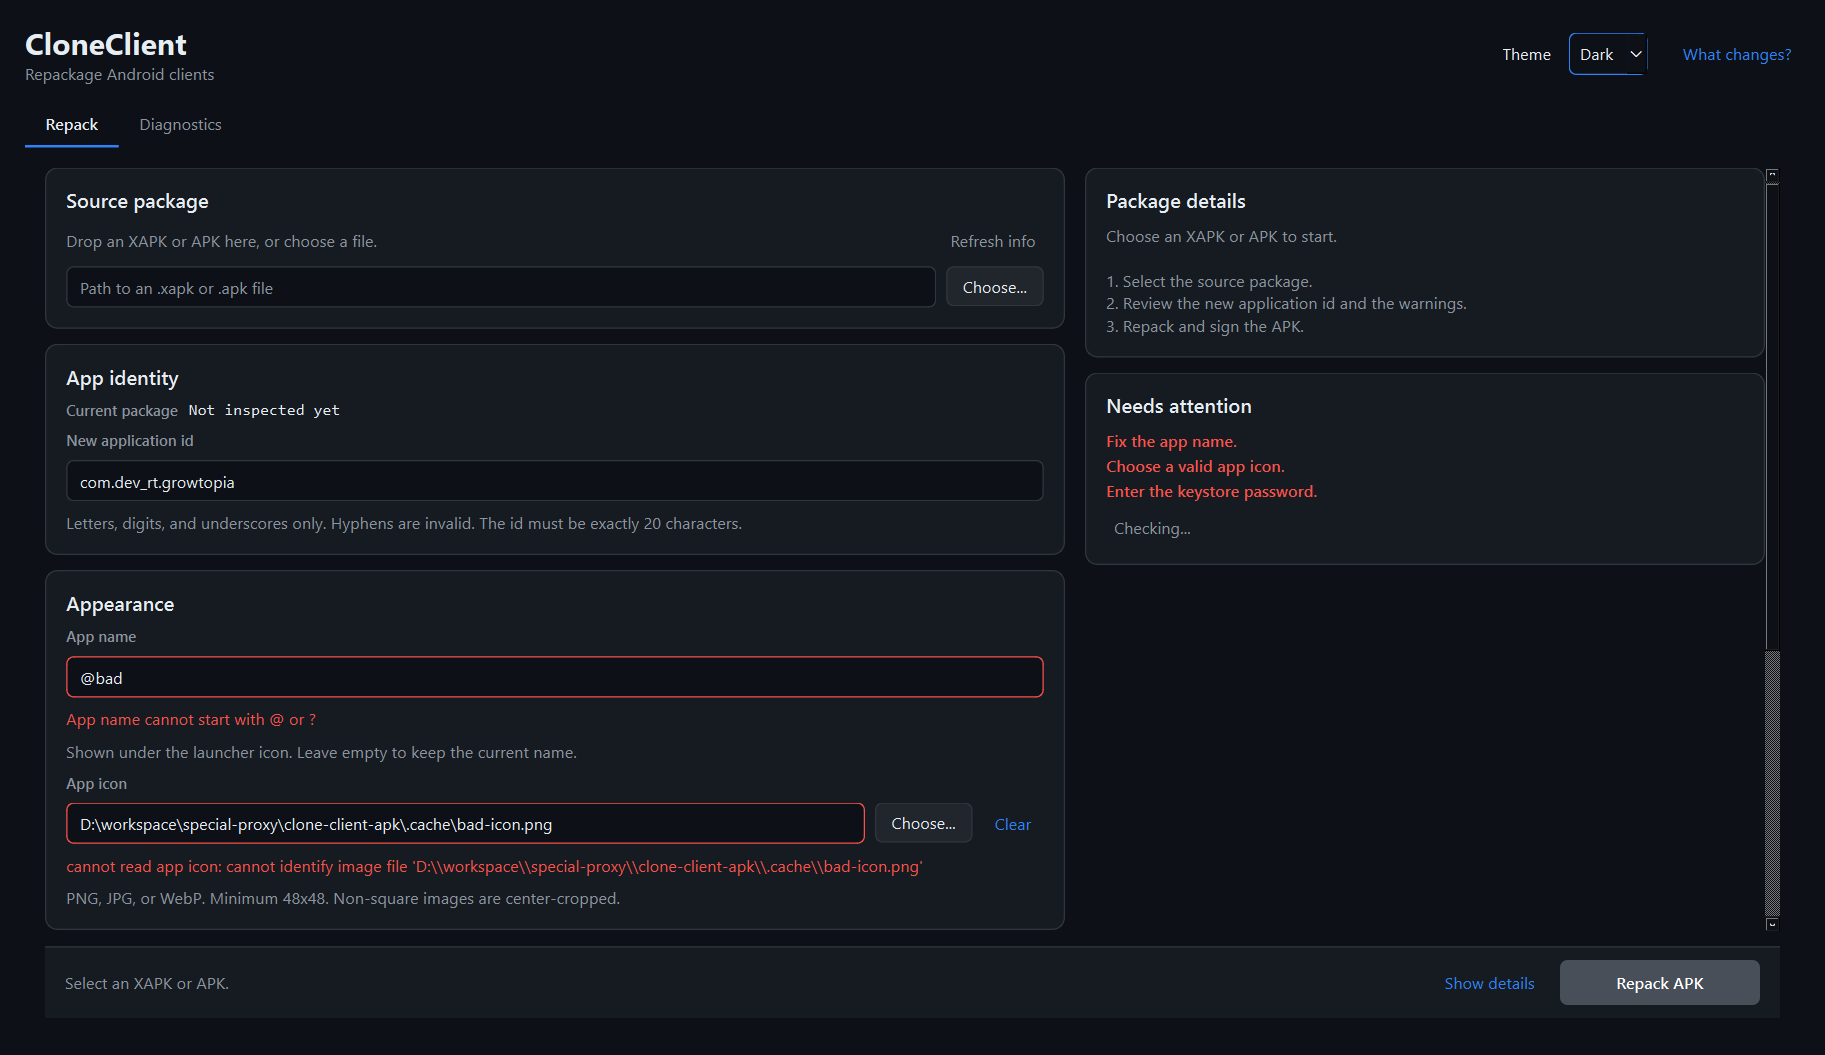 CloneClient
Repackage Android clients
Theme
Dark
What changes?
Repack
Diagnostics
Source package
Drop an XAPK or APK here, or choose a file.
Refresh info
Path to an .xapk or .apk file
Choose...
App identity
Current package Not inspected yet
New application id
com.dev_rt.growtopia
Letters, digits, and underscores only. Hyphens are invalid. The id must be exactly 20 characters.
Appearance
App name
@bad
App name cannot start with @ or ?
Shown under the launcher icon. Leave empty to keep the current name.
App icon
D:\workspace\special-proxy\clone-client-apk\.cache\bad-icon.png
Choose...
Clear
cannot read app icon: cannot identify image file 'D:\\workspace\\special-proxy\\clone-client-apk\\.cache\\bad-icon.png'
PNG, JPG, or WebP. Minimum 48x48. Non-square images are center-cropped.
Package details
Choose an XAPK or APK to start.
1. Select the source package.
2. Review the new application id and the warnings.
3. Repack and sign the APK.
Needs attention
Fix the app name.
Choose a valid app icon.
Enter the keystore password.
Checking...
Select an XAPK or APK.
Show details
Repack APK